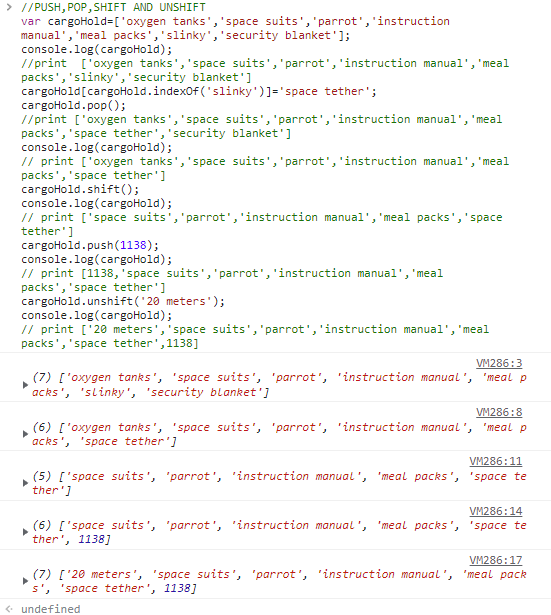 //PUSH,POP,SHIFT AND UNSHIFT
var cargoHold=['oxygen tanks','space suits','parrot','instruction
manual','meal packs','slinky','security blanket'];
console.log(cargoHold);
//print  ['oxygen tanks','space suits','parrot','instruction manual','meal
packs','slinky','security blanket']
cargoHold[cargoHold.indexOf('slinky')]='space tether';
cargoHold.pop();
//print ['oxygen tanks','space suits','parrot','instruction manual','meal
packs','space tether','security blanket']
console.log(cargoHold);
// print ['oxygen tanks','space suits','parrot','instruction manual','meal
packs','space tether']
cargoHold.shift();
console.log(cargoHold);
// print ['space suits','parrot','instruction manual','meal packs','space
tether']
cargoHold.push(1138);
console.log(cargoHold);
// print [1138,'space suits','parrot','instruction manual','meal
packs','space tether']
cargoHold.unshift('20 meters');
console.log(cargoHold);
// print ['20 meters','space suits','parrot','instruction manual','meal
packs','space tether',1138]
VM286:3
(7) ['oxygen tanks', 'space suits', 'parrot', 'instruction manual', 'meal p
acks', 'slinky', 'security blanket']
VM286:8
(6) ['oxygen tanks', 'space suits', 'parrot', 'instruction manual', 'meal p
acks', 'space tether']
VM286:11
(5) ['space suits', 'parrot', 'instruction manual', 'meal packs', 'space te
ther']
VM286:14
(6) ['space suits', 'parrot', 'instruction manual', 'meal packs', 'space te
ther', 1138]
VM286:17
(7) ['20 meters', 'space suits', 'parrot', 'instruction manual', 'meal pack
s', 'space tether', 1138]
undefined